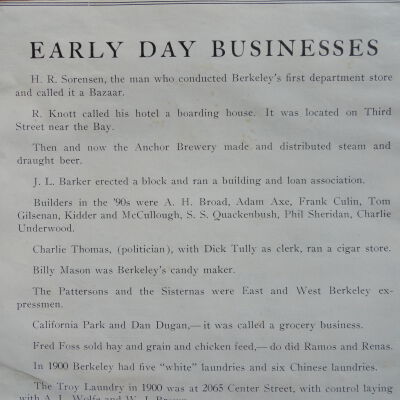 EARLY DAY BUSINESSES
H. R. Sorensen, the man who conducted Berkeley's first department store
and called it a Bazaar.
R. Knott called his hotel a boarding house. It was located on Third
Street near the Bay.
Then and now the Anchor Brewery made and distributed steam and
draught beer.
J. L. Barker erected a block and ran a building and loan association.
Builders in the '90s were A. H. Broad, Adam Axe, Frank Culin, Tom
Gilsenan, Kidder and McCullough, S. S. Quackenbush, Phil Sheridan, Charlie
Underwood.
Charlie Thomas, (politician), with Dick Tully as clerk, ran a cigar store.
Billy Mason was Berkeley's candy maker.
The Pattersons and the Sisternas were East and West Berkeley ex-
pressmen.
California Park and Dan Dugan,—it was called a grocery business.
Fred Foss sold hay and grain and chicken feed,—do did Ramos and Renas.
In 1900 Berkeley had five "white" laundries and six Chinese laundries.
The Troy Laundry in 1900 was at 2065 Center Street, with control laying
with A. L. Wolfe and W. J.